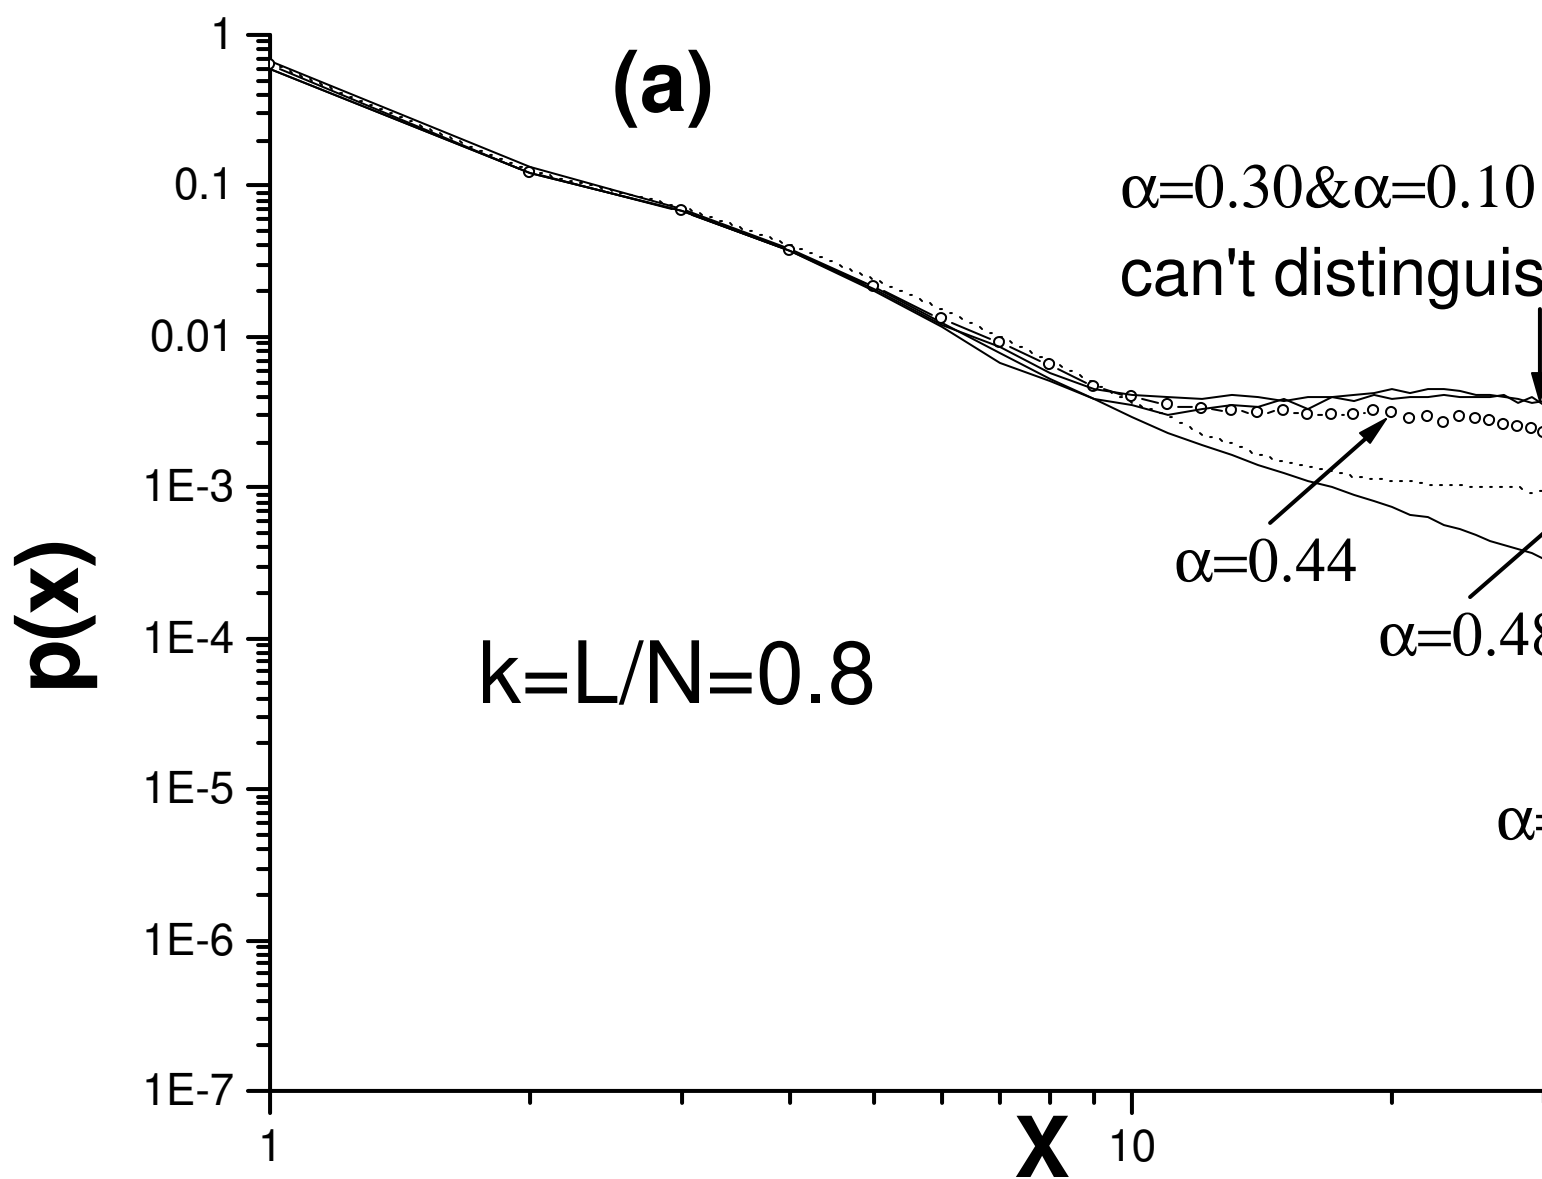 (a)
1
0.1
0.01
1E-3
1E-4
1E-5
1E-6
1E-7
p(x)
α=0.30&α=0.10
can't distinguis
α=0.44
α=0.48
k=L/N=0.8
α=
1
10
X